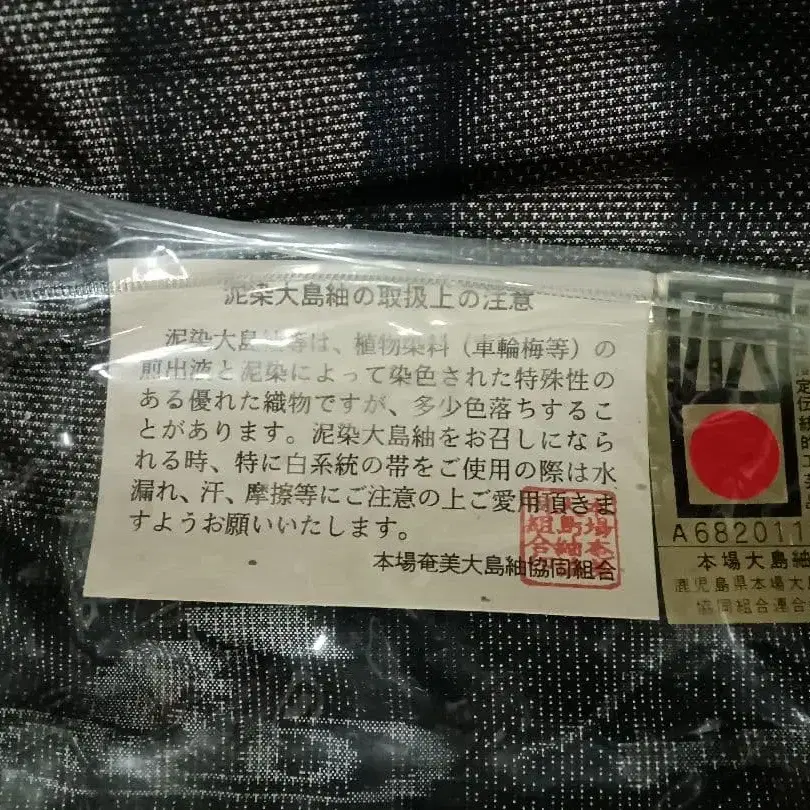 泥染大島紬の取扱上の注意
泥染大島紬等は、植物染料（車輪梅等）の
煎出液と泥染によって染色された特殊性の
ある優れた織物ですが、多少色落ちするこ
とがあります。泥染大島紬をお召しになら
れる時、特に白系統の帯をご使用の際は水
漏れ、汗、摩擦等にご注意の上ご愛用頂きま
すようお願いいたします。
本場奄美大島紬協同組合
A682011
本場大島紬
鹿児島県本場大
協同組合連合